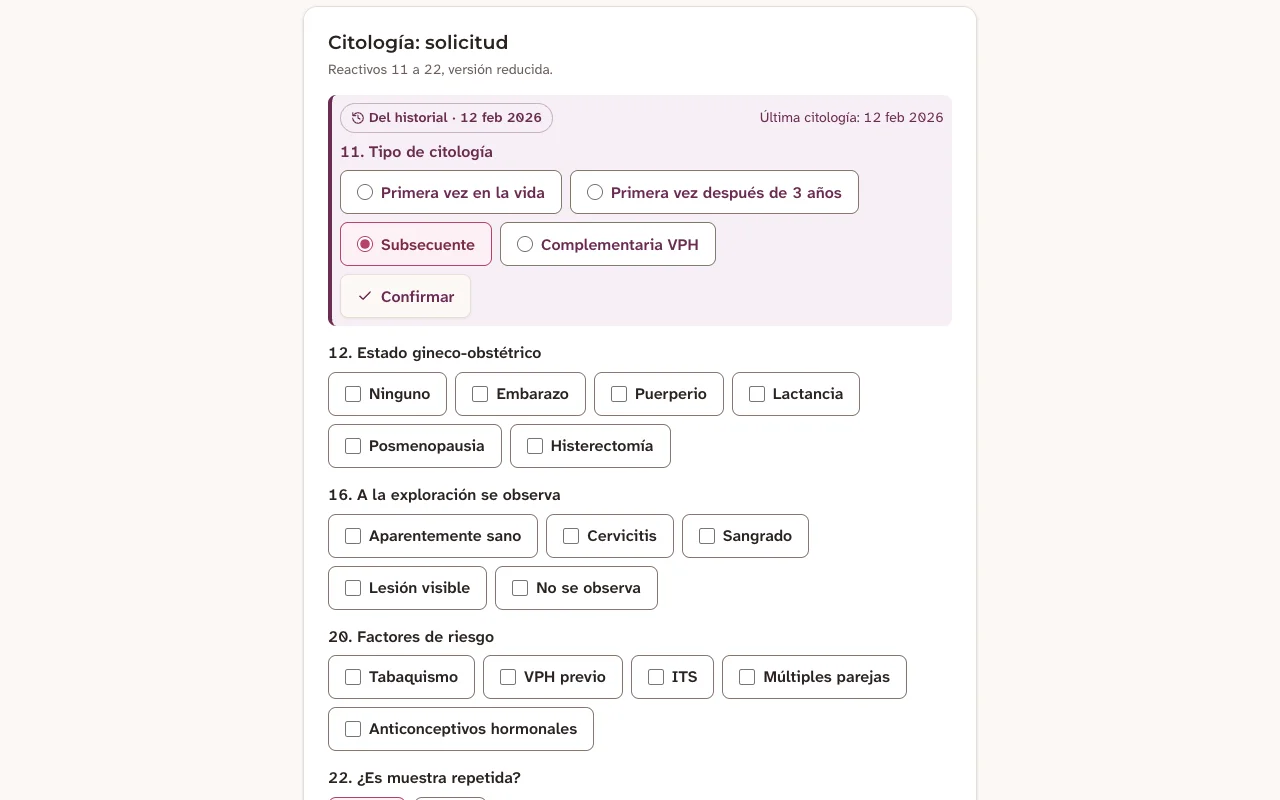 Citología: solicitud
Reactivos 11 a 22, versión reducida.
Del historial · 12 feb 2026
Última citología: 12 feb 2026
11. Tipo de citología
Primera vez en la vida
Primera vez después de 3 años
Subsecuente
Complementaria VPH
Confirmar
12. Estado gineco-obstétrico
Ninguno
Embarazo
Puerperio
Lactancia
Posmenopausia
Histerectomía
16. A la exploración se observa
Aparentemente sano
Cervicitis
Sangrado
Lesión visible
No se observa
20. Factores de riesgo
Tabaquismo
VPH previo
ITS
Múltiples parejas
Anticonceptivos hormonales
22. ¿Es muestra repetida?